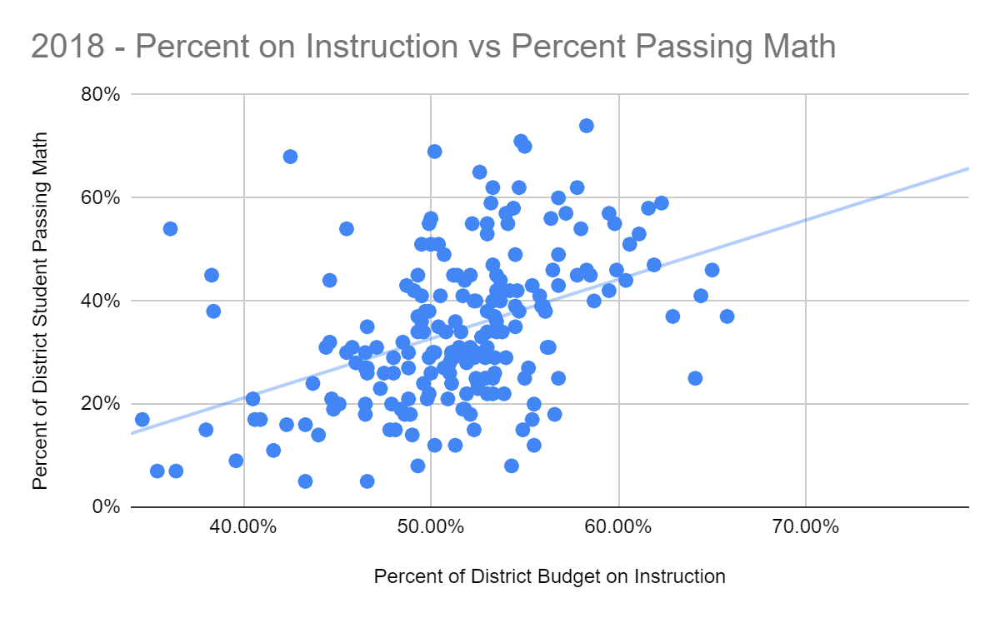 2018 - Percent on Instruction vs Percent Passing Math
80%
60%
40%
20%
0%
Percent of District Student Passing Math
40.00% 50.00% 60.00% 70.00%
Percent of District Budget on Instruction